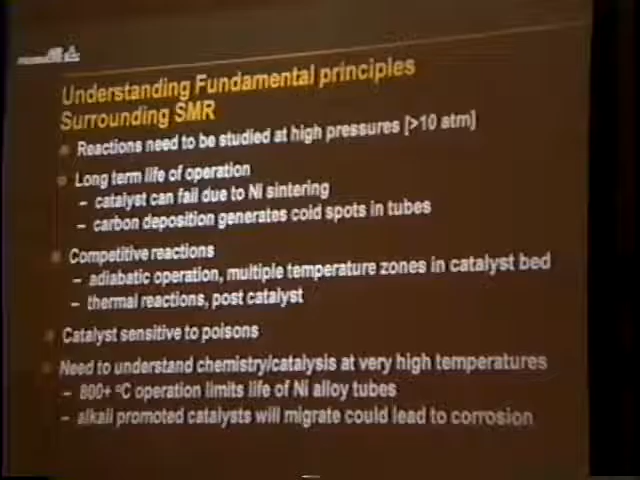 Understanding Fundamental principles
Surrounding SMR
Reactions need to be studied at high pressures [>10 atm]
Long term life of operation
– catalyst can fail due to Ni sintering
– carbon deposition generates cold spots in tubes
Competitive reactions
– adiabatic operation, multiple temperature zones in catalyst bed
– thermal reactions, post catalyst
Catalyst sensitive to poisons
Need to understand chemistry/catalysis at very high temperatures
– 800+ ºC operation limits life of Ni alloy tubes
– alkali promoted catalysts will migrate could lead to corrosion